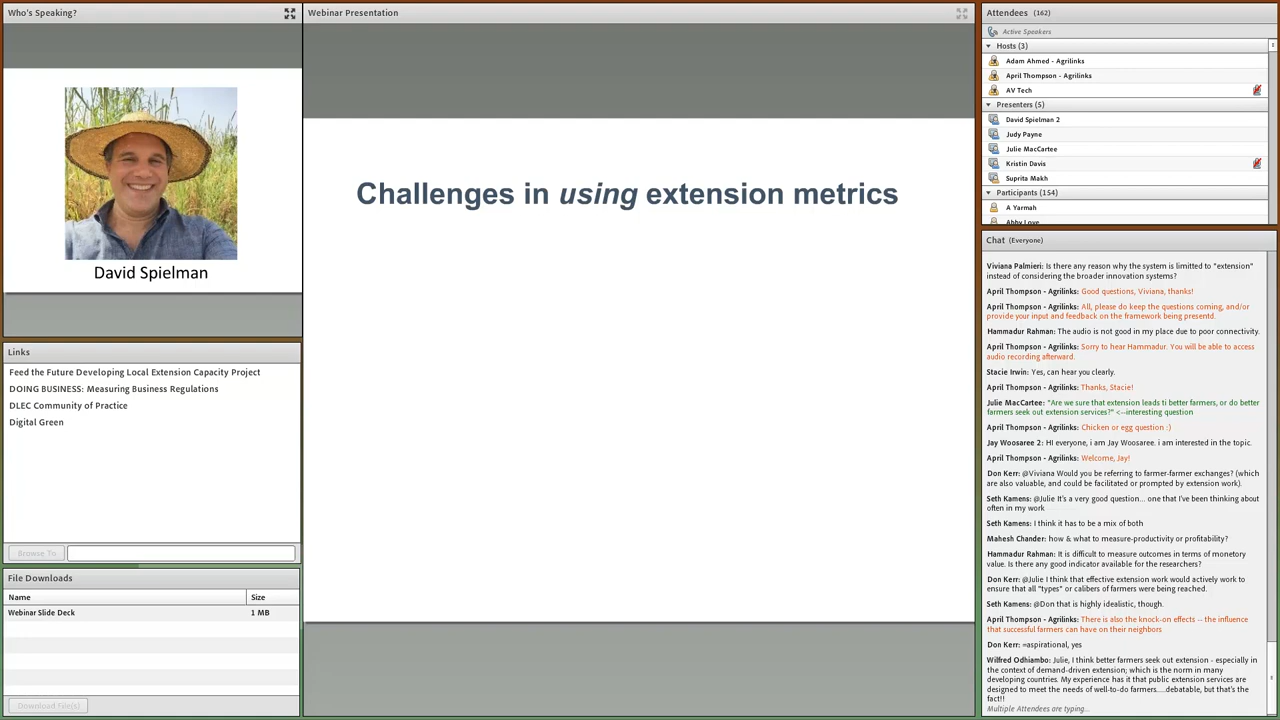 Who's Speaking?
David Spielman
Links
Feed the Future Developing Local Extension Capacity Project
DOING BUSINESS: Measuring Business Regulations
DLEC Community of Practice
Digital Green
Browse To
File Downloads
Name Size
Webinar Slide Deck 1 MB
Download File(s)
Webinar Presentation
Challenges in using extension metrics
Attendees (162)
Active Speakers
Hosts (3)
Adam Ahmed - Agrilinks
April Thompson - Agrilinks
AV Tech
Presenters (5)
David Spielman 2
Judy Payne
Julie MacCartee
Kristin Davis
Suprita Makh
Participants (154)
A Yarmah
Abby Love
Chat (Everyone)
Viviana Palmieri: Is there any reason why the system is limitted to "extension"
instead of considering the broader innovation systems?
April Thompson - Agrilinks: Good questions, Viviana, thanks!
April Thompson - Agrilinks: All, please do keep the questions coming, and/or
provide your input and feedback on the framework being presentd.
Hammadur Rahman: The audio is not good in my place due to poor connectivity.
April Thompson - Agrilinks: Sorry to hear Hammadur. You will be able to access
audio recording afterward.
Stacie Irwin: Yes, can hear you clearly.
April Thompson - Agrilinks: Thanks, Stacie!
Julie MacCartee: "Are we sure that extension leads ti better farmers, or do better
farmers seek out extension services?" <--interesting question
April Thompson - Agrilinks: Chicken or egg question :)
Jay Woosaree 2: HI everyone, i am Jay Woosaree. i am interested in the topic.
April Thompson - Agrilinks: Welcome, Jay!
Don Kerr: @Viviana Would you be referring to farmer-farmer exchanges? (which
are also valuable, and could be facilitated or prompted by extension work).
Seth Kamens: @Julie It's a very good question... one that I've been thinking about
often in my work
Seth Kamens: I think it has to be a mix of both
Mahesh Chander: how & what to measure-productivity or profitability?
Hammadur Rahman: It is difficult to measure outcomes in terms of monetory
value. Is there any good indicator available for the researchers?
Don Kerr: @Julie I think that effective extension work would actively work to
ensure that all "types" or calibers of farmers were being reached.
Seth Kamens: @Don that is highly idealistic, though.
April Thompson - Agrilinks: There is also the knock-on effects -- the influence
that successful farmers can have on their neighbors
Don Kerr: =aspirational, yes
Wilfred Odhiambo: Julie, I think better farmers seek out extension - especially in
the context of demand-driven extension; which is the norm in many
developing countries. My experience has it that public extension services are
designed to meet the needs of well-to-do farmers.....debatable, but that's the
fact!!
Multiple Attendees are typing...